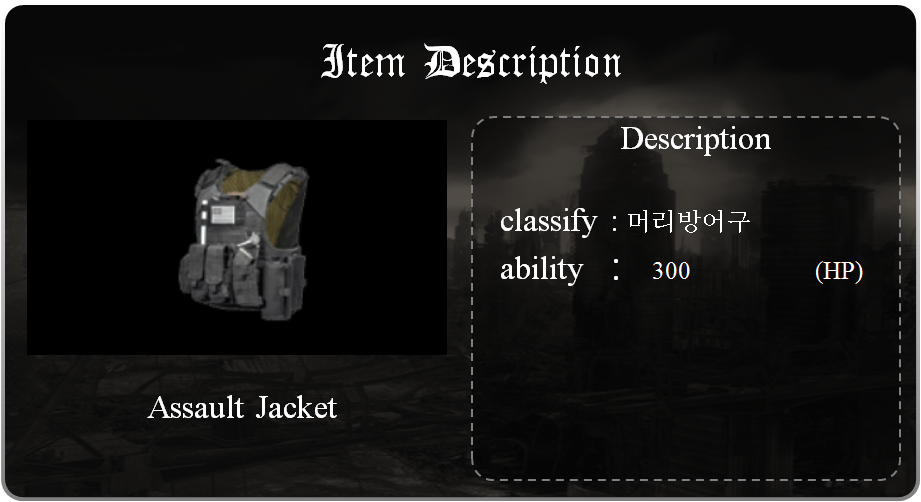 Item Description
Description
classify : 머리방어구
ability : 300 (HP)
Assault Jacket